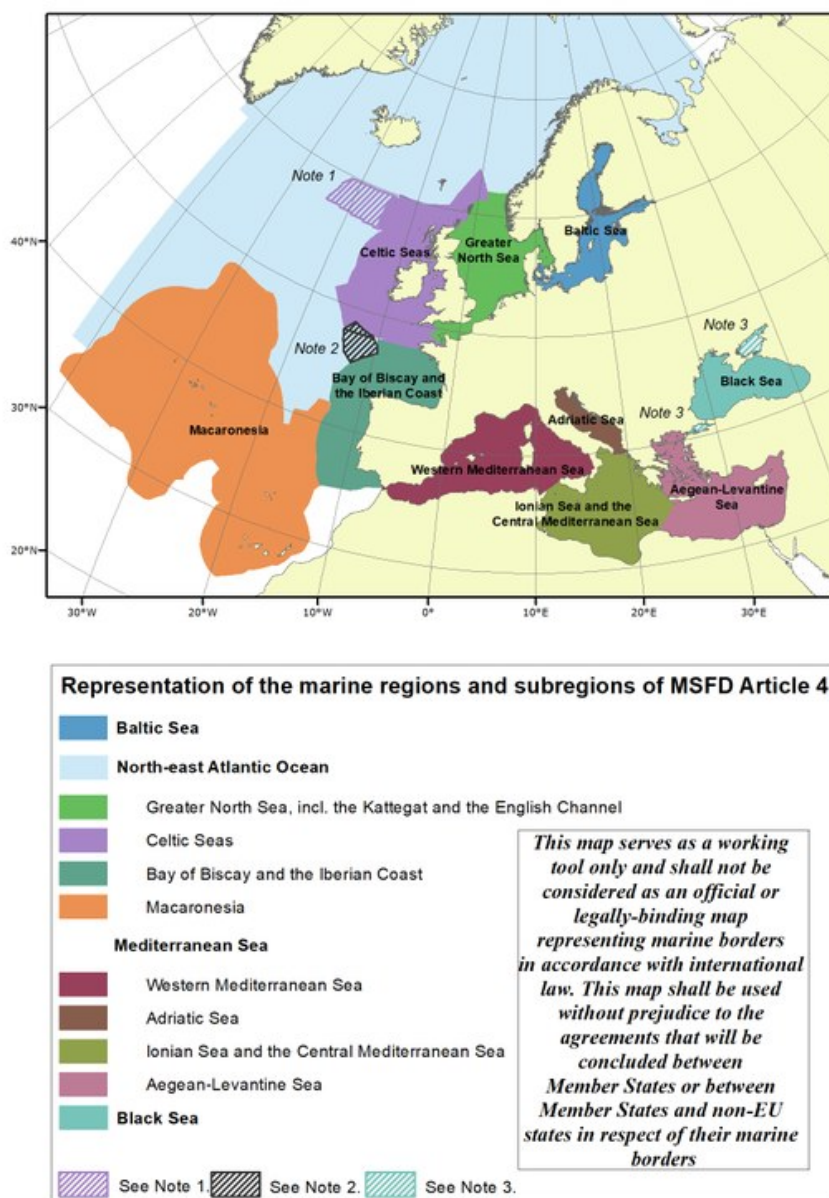 Note 1
40°N
Celtic Seas
Greater
North Sea
Baltic Sea
Note 2
Note 3
Bay of Biscay and
the Iberian Coast
Black Sea
30°N
Macaronesia
Adriatic Sea
Note 3
Western Mediterranean Sea
Aegean-Levantine
Sea
Ionian Sea and the
Central Mediterranean Sea
20°N
30°W
20°W
10°W
0°
10°E
20°E
30°E
Representation of the marine regions and subregions of MSFD Article 4
Baltic Sea
North-east Atlantic Ocean
Greater North Sea, incl. the Kattegat and the English Channel
Celtic Seas
Bay of Biscay and the Iberian Coast
Macaronesia
Mediterranean Sea
Western Mediterranean Sea
Adriatic Sea
Ionian Sea and the Central Mediterranean Sea
Aegean-Levantine Sea
Black Sea
See Note 1.
See Note 2.
See Note 3.
This map serves as a working
tool only and shall not be
considered as an official or
legally-binding map
representing marine borders
in accordance with international
law. This map shall be used
without prejudice to the
agreements that will be
concluded between
Member States or between
Member States and non-EU
states in respect of their marine
borders